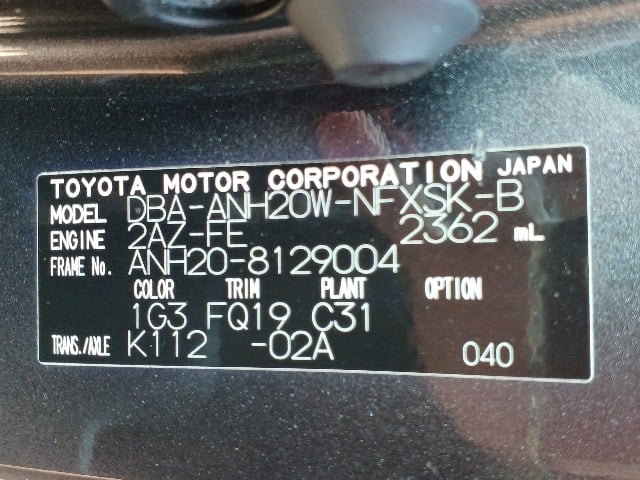 TOYOTA MOTOR CORPORATION JAPAN
MODEL DBA-ANH20W-NFXSK-B
ENGINE 2AZ-FE 2362 mL
FRAME No. ANH20-8129004
COLOR TRIM PLANT OPTION
1G3 FQ19 C31
TRANS./AXLE K112 -02A 040